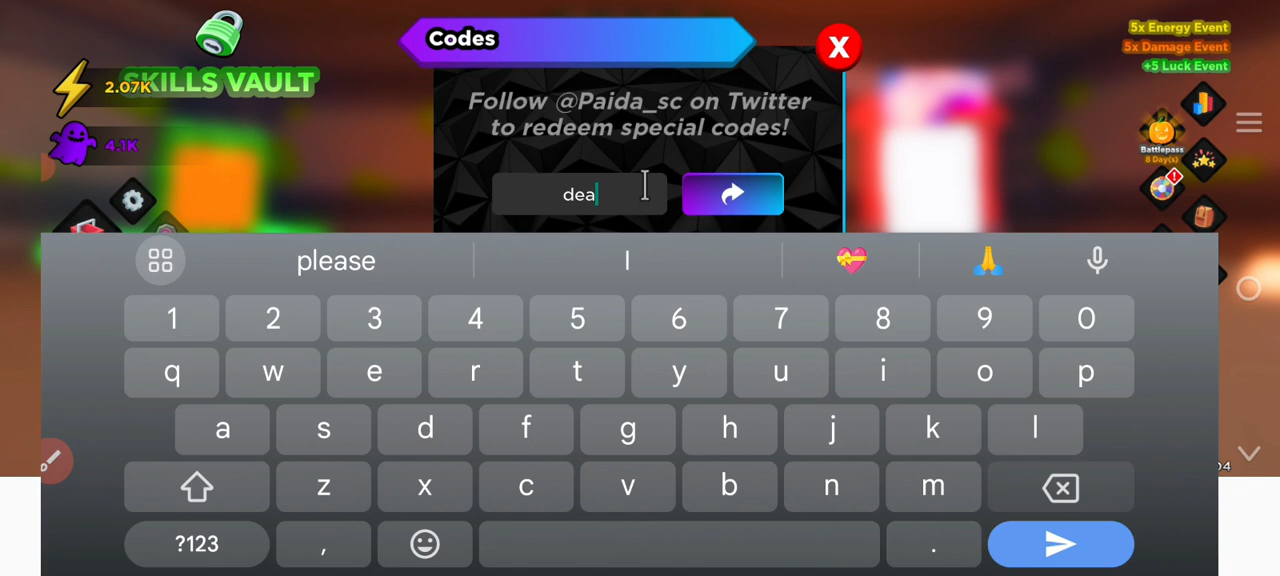 Codes
X
5x Energy Event
5x Damage Event
+5 Luck Event
SKILLS VAULT
2.07K
4.1K
Follow @Paida_sc on Twitter
to redeem special codes!
dea
Battlepass
8 Day(s)
!
please I
1 2 3 4 5 6 7 8 9 0
q w e r t y u i o p
a s d f g h j k l
z x c v b n m
?123 , .